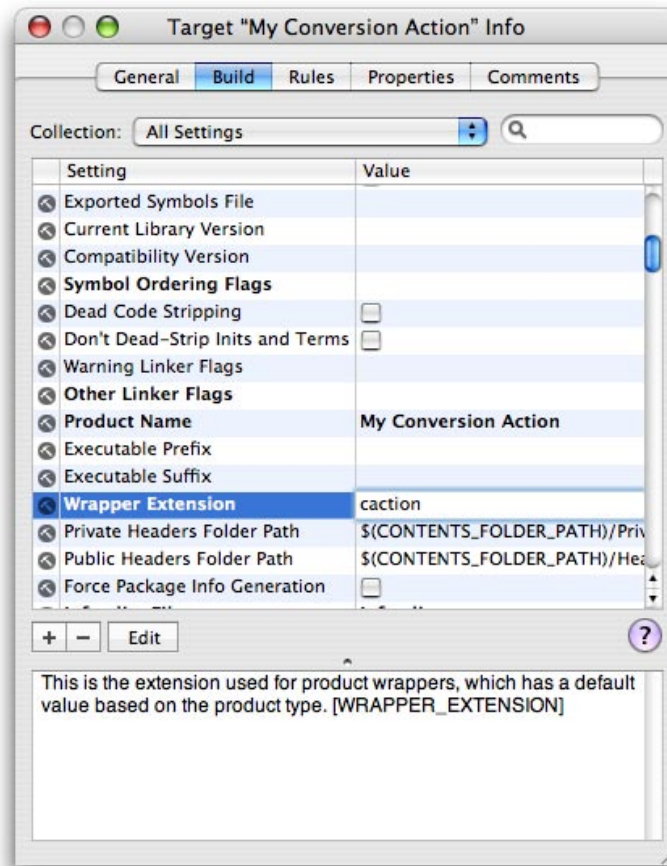 Target “My Conversion Action” Info
General Build Rules Properties Comments
Collection: All Settings
Setting Value
Exported Symbols File
Current Library Version
Compatibility Version
Symbol Ordering Flags
Dead Code Stripping
Don't Dead-Strip Inits and Terms
Warning Linker Flags
Other Linker Flags
Product Name My Conversion Action
Executable Prefix
Executable Suffix
Wrapper Extension caction
Private Headers Folder Path $(CONTENTS_FOLDER_PATH)/Priv
Public Headers Folder Path $(CONTENTS_FOLDER_PATH)/Hea
Force Package Info Generation
+ − Edit ?
This is the extension used for product wrappers, which has a default
value based on the product type. [WRAPPER_EXTENSION]